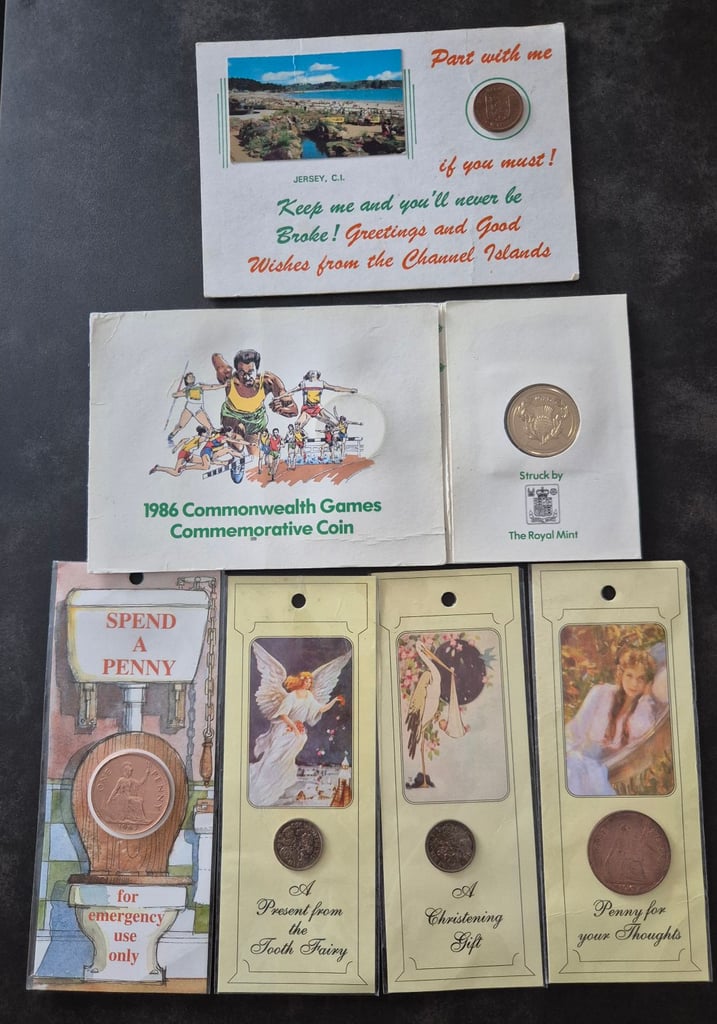 Part with me
if you must!
JERSEY, C.I.
Keep me and you'll never be
Broke! Greetings and Good
Wishes from the Channel Islands
1986 Commonwealth Games
Commemorative Coin
Struck by
The Royal Mint
SPEND
A
PENNY
ONE PENNY
for
emergency
use
only
A
Present from
the
Tooth Fairy
A
Christening
Gift
Penny for
your Thoughts